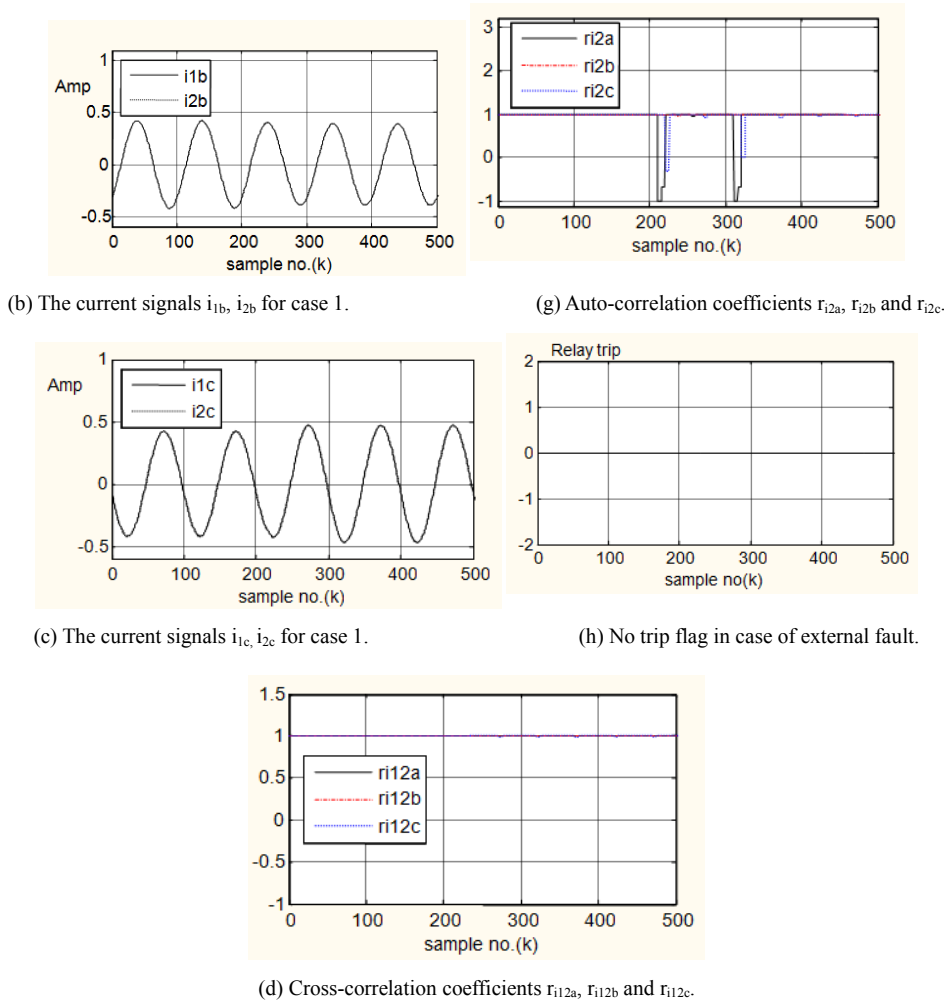 1
Amp
i1b
i2b
0.5
0
-0.5
0 100 200 300 400 500
sample no.(k)
(b) The current signals i1b, i2b for case 1.
3
ri2a
ri2b
ri2c
2
1
0
-1
0 100 200 300 400 500
sample no.(k)
(g) Auto-correlation coefficients ri2a, ri2b and ri2c.
1
Amp
i1c
i2c
0.5
0
-0.5
0 100 200 300 400 500
sample no.(k)
(c) The current signals i1c, i2c for case 1.
Relay trip
2
1
0
-1
-2
0 100 200 300 400 500
sample no(k)
(h) No trip flag in case of external fault.
1.5
1
0.5
ri12a
ri12b
ri12c
0
-0.5
-1
0 100 200 300 400 500
sample no.(k)
(d) Cross-correlation coefficients ri12a, ri12b and ri12c.